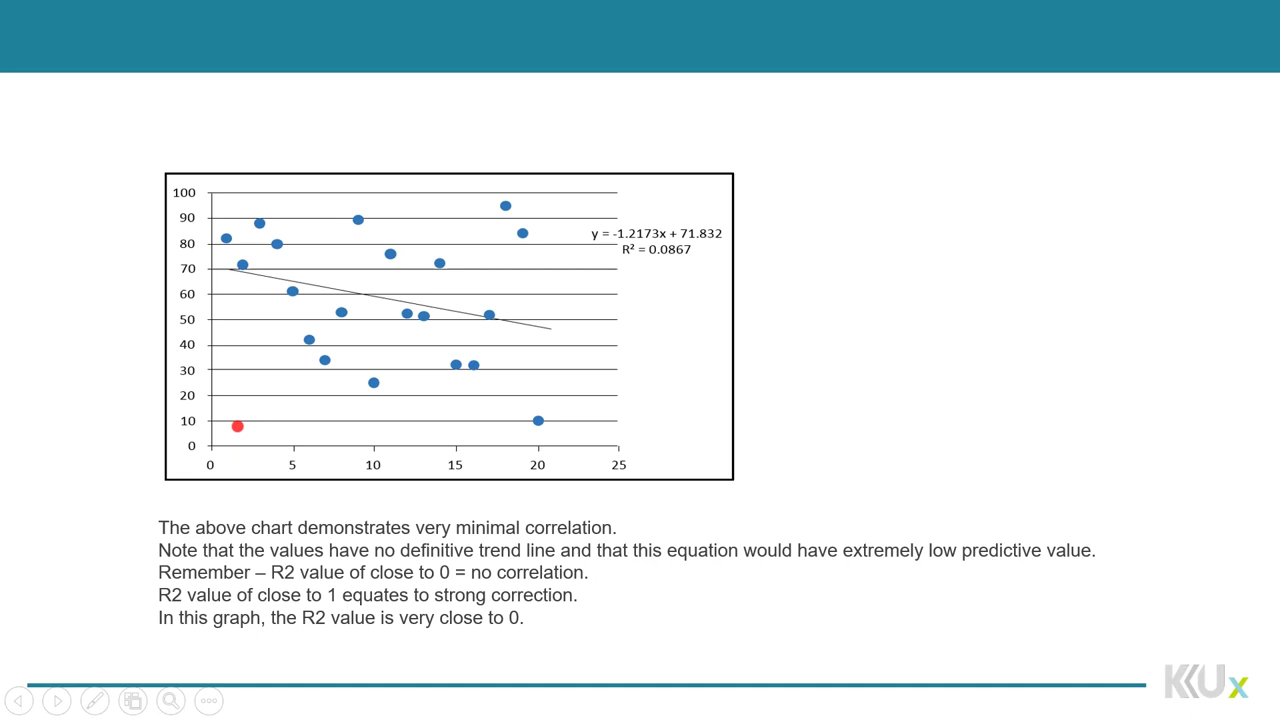 100
90
80
70
60
50
40
30
20
10
0
0 5 10 15 20 25
y = -1.2173x + 71.832
R² = 0.0867
The above chart demonstrates very minimal correlation.
Note that the values have no definitive trend line and that this equation would have extremely low predictive value.
Remember – R2 value of close to 0 = no correlation.
R2 value of close to 1 equates to strong correction.
In this graph, the R2 value is very close to 0.
KKUx